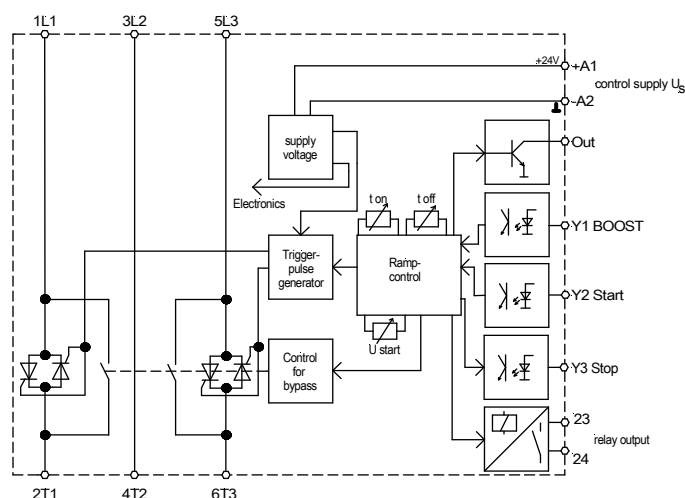 1L1 3L2 5L3
+24V +A1
control supply US
-A2
supply
voltage
Out
Electronics
t on t off
Y1 BOOST
Trigger-
pulse
generator
Ramp-
control
Y2 Start
U start
Control
for
bypass
Y3 Stop
23
relay output
24
2T1 4T2 6T3